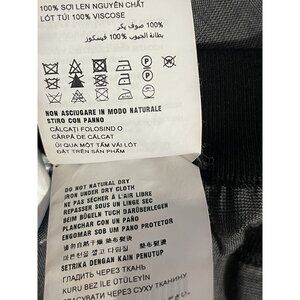 100% SỢI LEN NGUYÊN CHẤT
LÓT TÚI 100% VISCOSE
100% صوف بكر
بطانة الجيوب 100% فيسكوز
NON ASCIUGARE IN MODO NATURALE
STIRO CON PANNO
CĂLCAȚI FOLOSIND O
CÂRPĂ DE CĂLCAT
ỦI QUA MỘT TẤM VẢI LÓT
ĐẶT TRÊN SẢN PHẨM
DO NOT NATURAL DRY
IRON UNDER DRY CLOTH
NE PAS SÉCHER À L'AIR LIBRE
REPASSER SOUS UN LINGE SEC
BEIM BÜGELN TUCH DARÜBERLEGEN
PLANCHAR CON UN PAÑO
ENGOMAR SOB UM PANO PROTETOR
SETRIKA DENGAN KAIN PENUTUP
ГЛАДИТЬ ЧЕРЕЗ ТКАНЬ
KURU BEZ İLE ÜTÜLEYİN
ГЛАДИТИ ЧЕРЕЗ СУХУ ТКАНИНУ